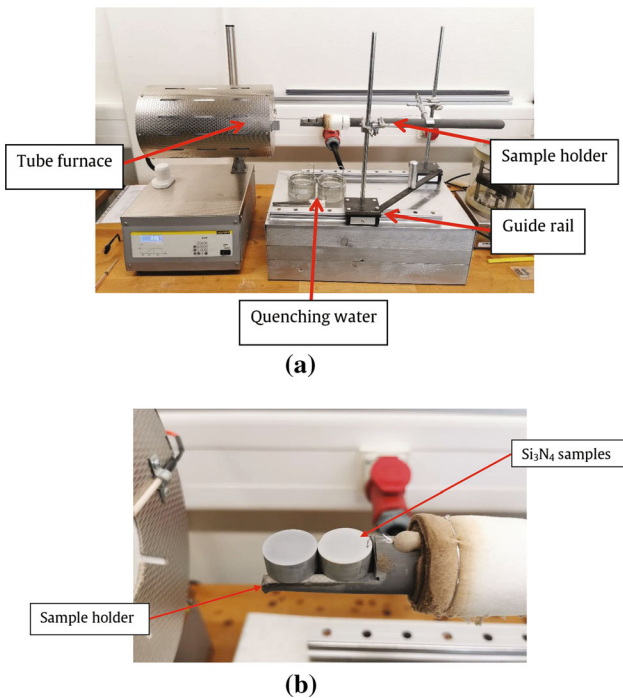 Tube furnace
Sample holder
Guide rail
Quenching water
(a)
Si₃N₄ samples
Sample holder
(b)